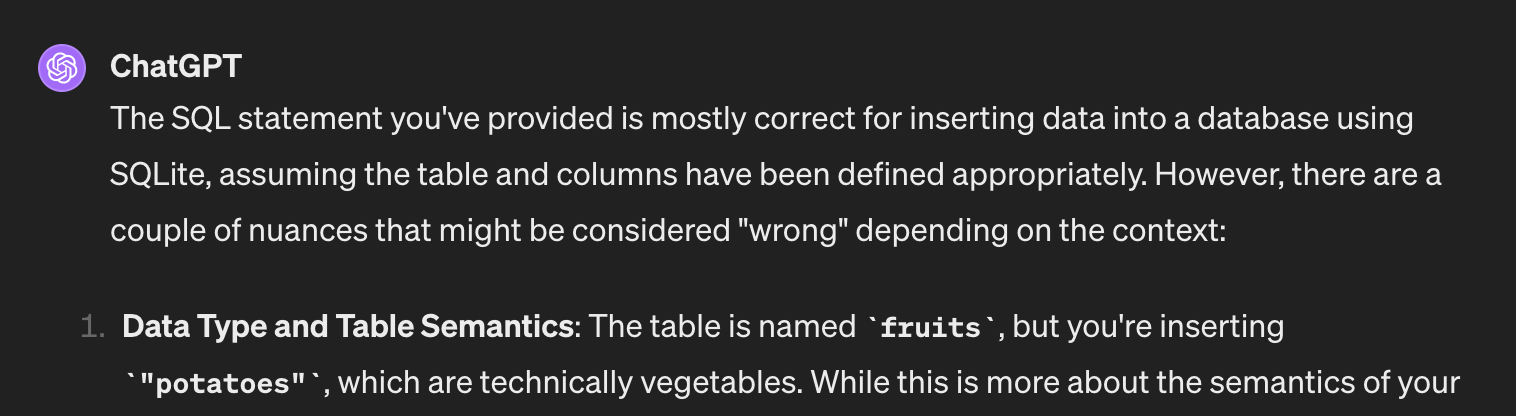 ChatGPT
The SQL statement you've provided is mostly correct for inserting data into a database using
SQLite, assuming the table and columns have been defined appropriately. However, there are a
couple of nuances that might be considered "wrong" depending on the context:
1. Data Type and Table Semantics: The table is named `fruits`, but you're inserting
`"potatoes"`, which are technically vegetables. While this is more about the semantics of your